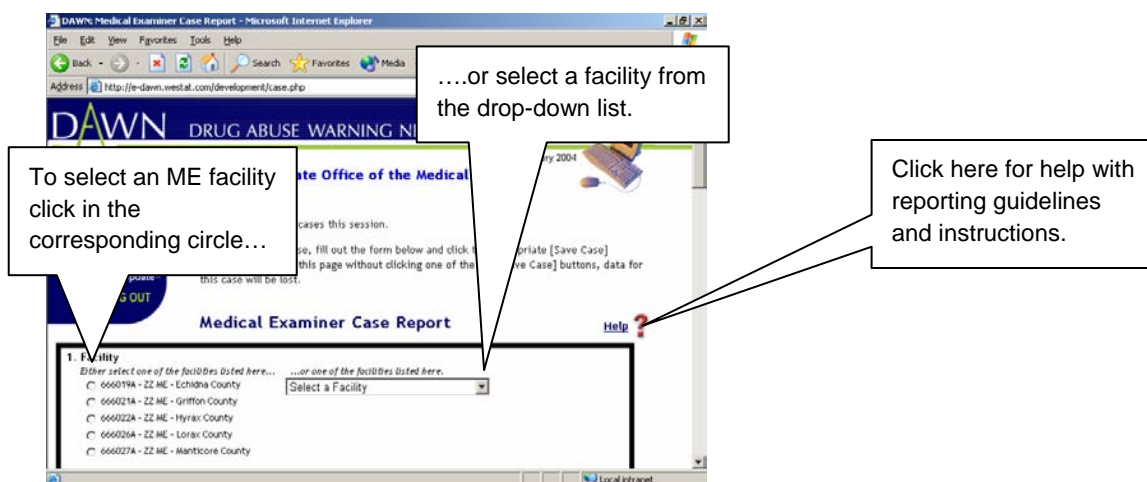 DAWN: Medical Examiner Case Report - Microsoft Internet Explorer
File Edit View Favorites Tools Help
Back Search Favorites Media
Address http://e-dawn.westat.com/development/case.php
….or select a facility from
the drop-down list.
DAWN DRUG ABUSE WARNING
2004
To select an ME facility
click in the
corresponding circle…
Click here for help with
reporting guidelines
and instructions.
Office of the Medical
cases this session.
fill out the form below and click
[Save Case]
this page without clicking one of the
Case] buttons, data for
this case will be lost.
OUT
Medical Examiner Case Report
Help ?
1. Facility
Either select one of the facilities listed here... ...or one of the facilities listed here.
666019A - ZZ ME - Echidna County
Select a Facility
666021A - ZZ ME - Griffon County
666022A - ZZ ME - Hyrax County
666026A - ZZ ME - Lorax County
666027A - ZZ ME - Manticore County
Local intranet